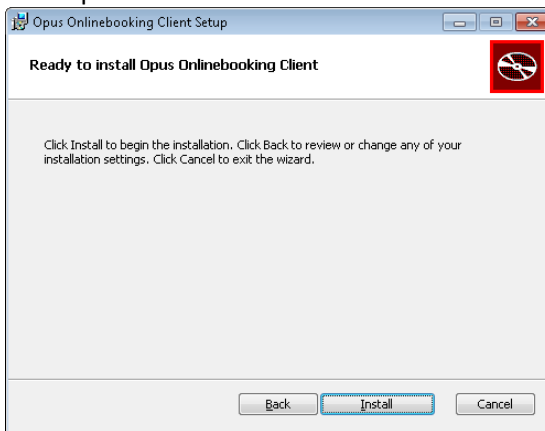 Opus Onlinebooking Client Setup
Ready to install Opus Onlinebooking Client
Click Install to begin the installation. Click Back to review or change any of your
installation settings. Click Cancel to exit the wizard.
Back Install Cancel